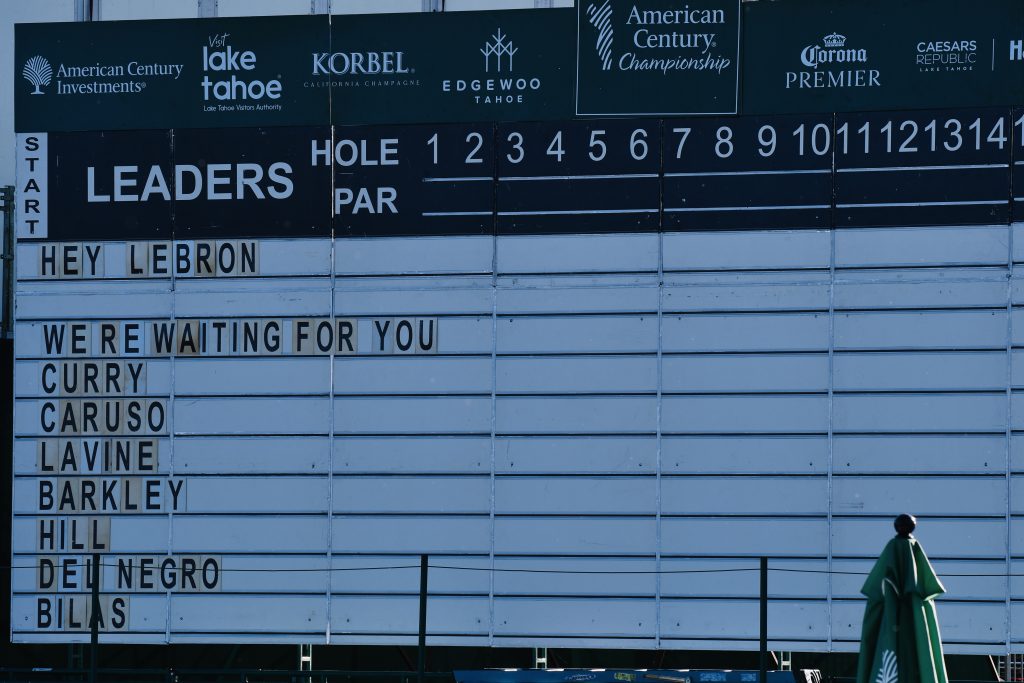 American Century
Investments®
Visit
lake
tahoe
Lake Tahoe Visitors Authority
KORBEL®
CALIFORNIA CHAMPAGNE
EDGEWOO
TAHOE
American
Century®
Championship
Corona
PREMIER
CAESARS
REPUBLIC
LAKE TAHOE
START
LEADERS
HOLE 1 2 3 4 5 6 7 8 9 10 11 12 13 14
PAR
HEY LEBRON
WE RE WAITING FOR YOU
CURRY
CARUSO
LAVINE
BARKLEY
HILL
DEL NEGRO
BILAS